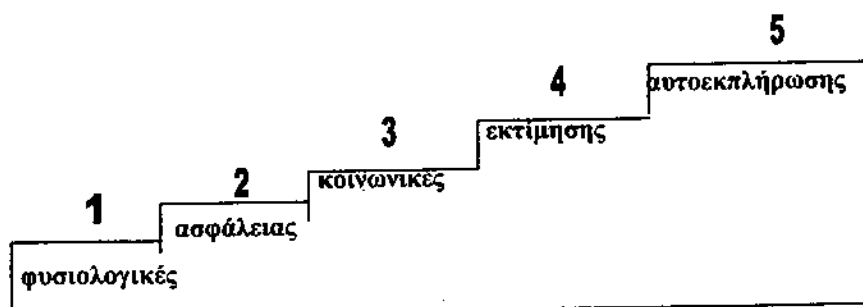 1
φυσιολογικές
2
ασφάλειας
3
κοινωνικές
4
εκτίμησης
5
αυτοεκπλήρωσης